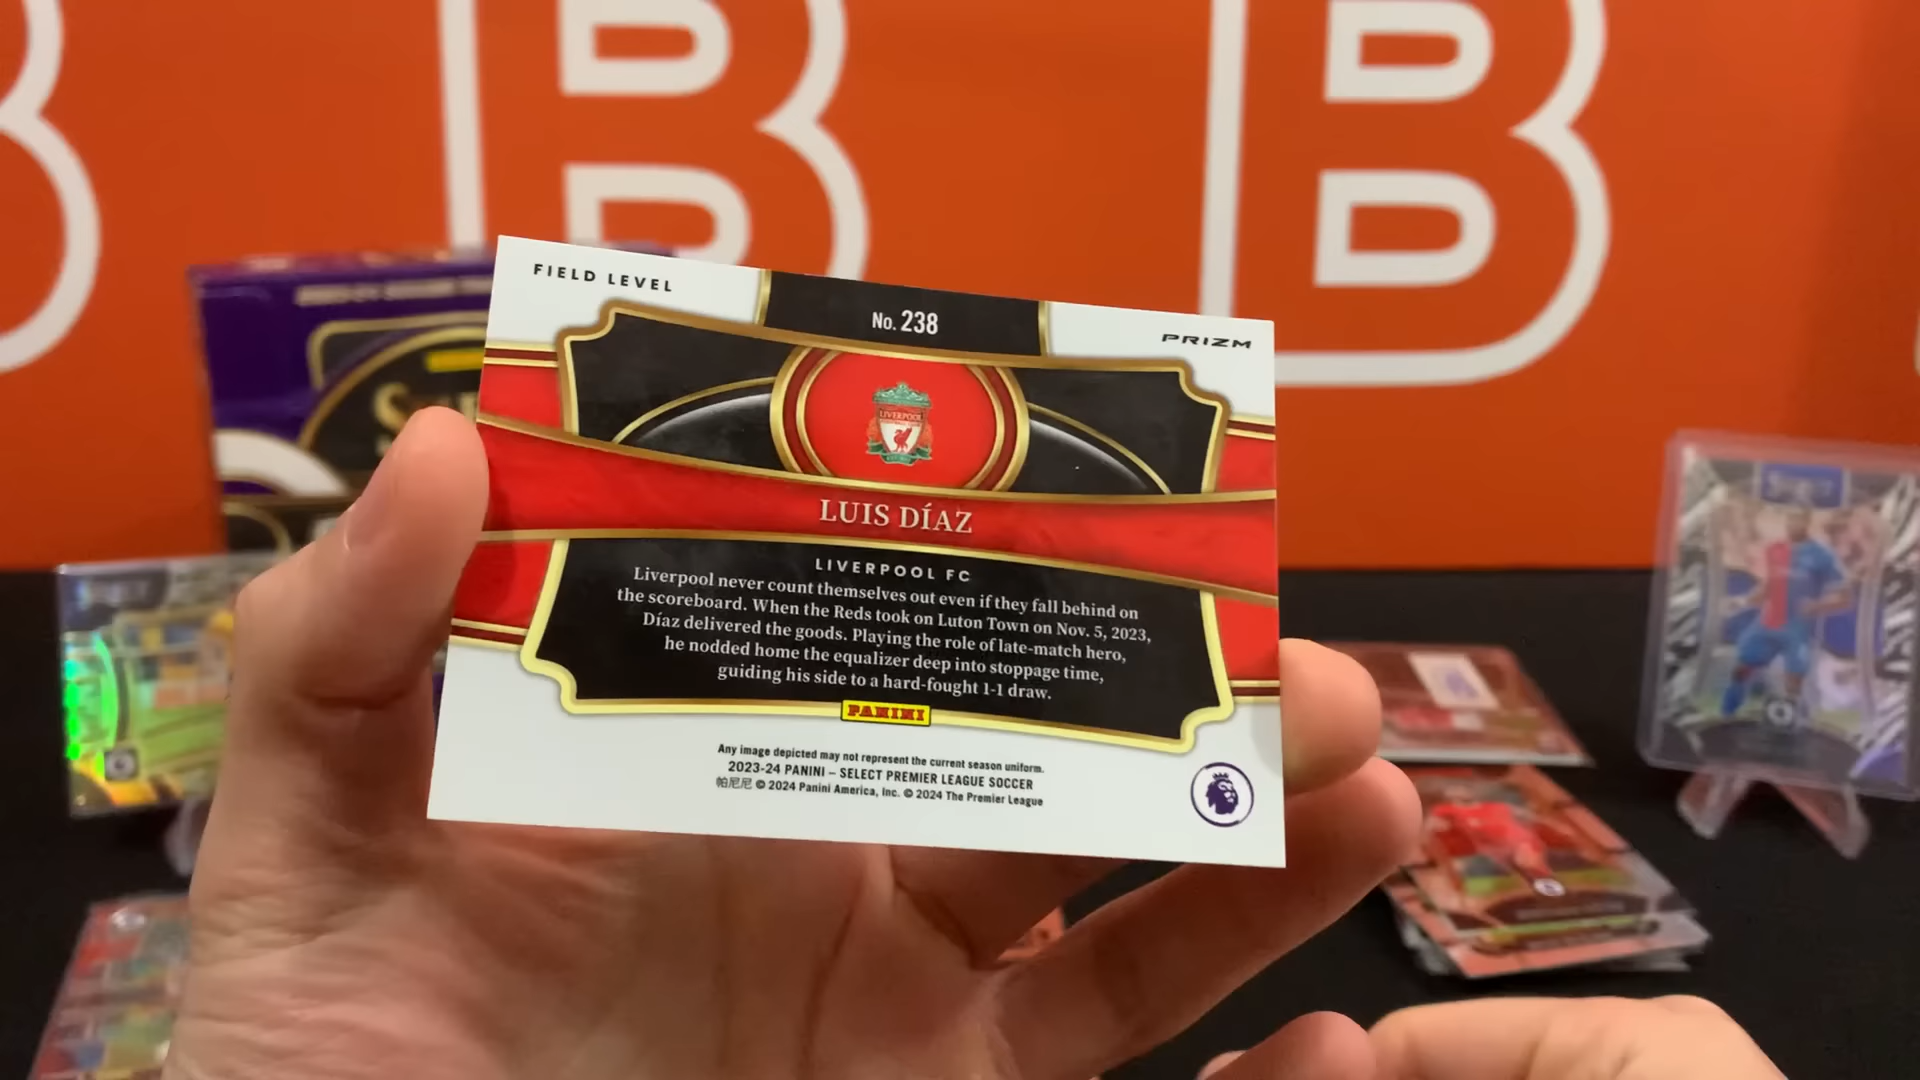 FIELD LEVEL
No. 238
PRIZM
LIVERPOOL
LUIS DÍAZ
LIVERPOOL FC
Liverpool never count themselves out even if they fall behind on
the scoreboard. When the Reds took on Luton Town on Nov. 5, 2023,
Díaz delivered the goods. Playing the role of late-match hero,
he nodded home the equalizer deep into stoppage time,
guiding his side to a hard-fought 1-1 draw.
PANINI
Any image depicted may not represent the current season uniform.
2023-24 PANINI – SELECT PREMIER LEAGUE SOCCER
帕尼尼 © 2024 Panini America, Inc. © 2024 The Premier League